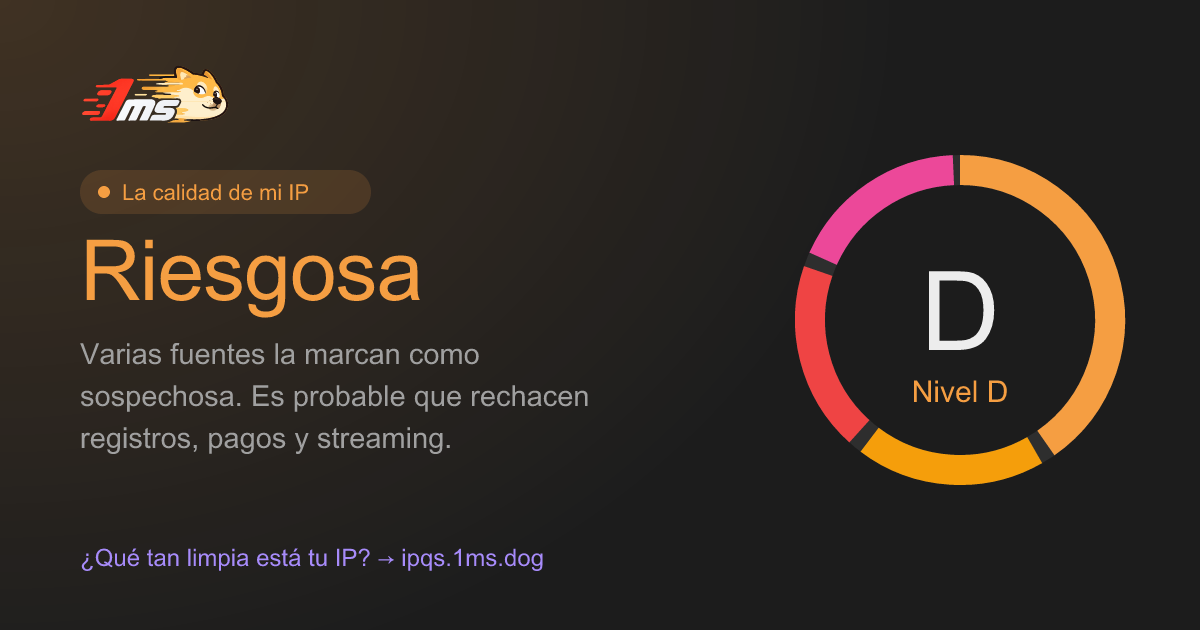 1ms
La calidad de mi IP
Riesgosa
Varias fuentes la marcan como
sospechosa. Es probable que rechacen
registros, pagos y streaming.
D
Nivel D
¿Qué tan limpia está tu IP? → ipqs.1ms.dog